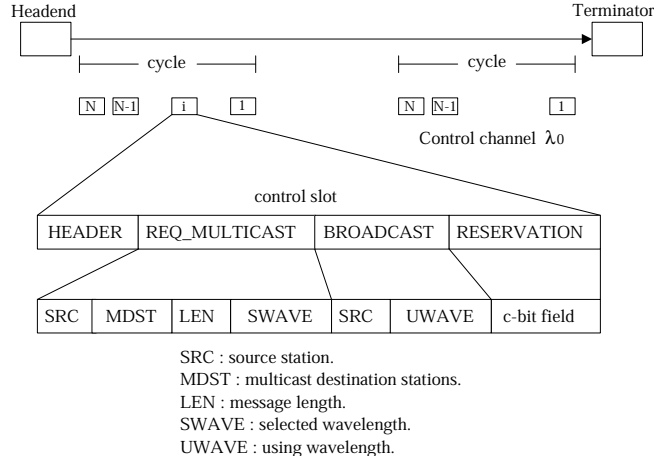 Headend Terminator
cycle cycle
N N-1 i 1 N N-1 1
Control channel λ0
control slot
HEADER REQ_MULTICAST BROADCAST RESERVATION
SRC MDST LEN SWAVE SRC UWAVE c-bit field
SRC : source station.
MDST : multicast destination stations.
LEN : message length.
SWAVE : selected wavelength.
UWAVE : using wavelength.